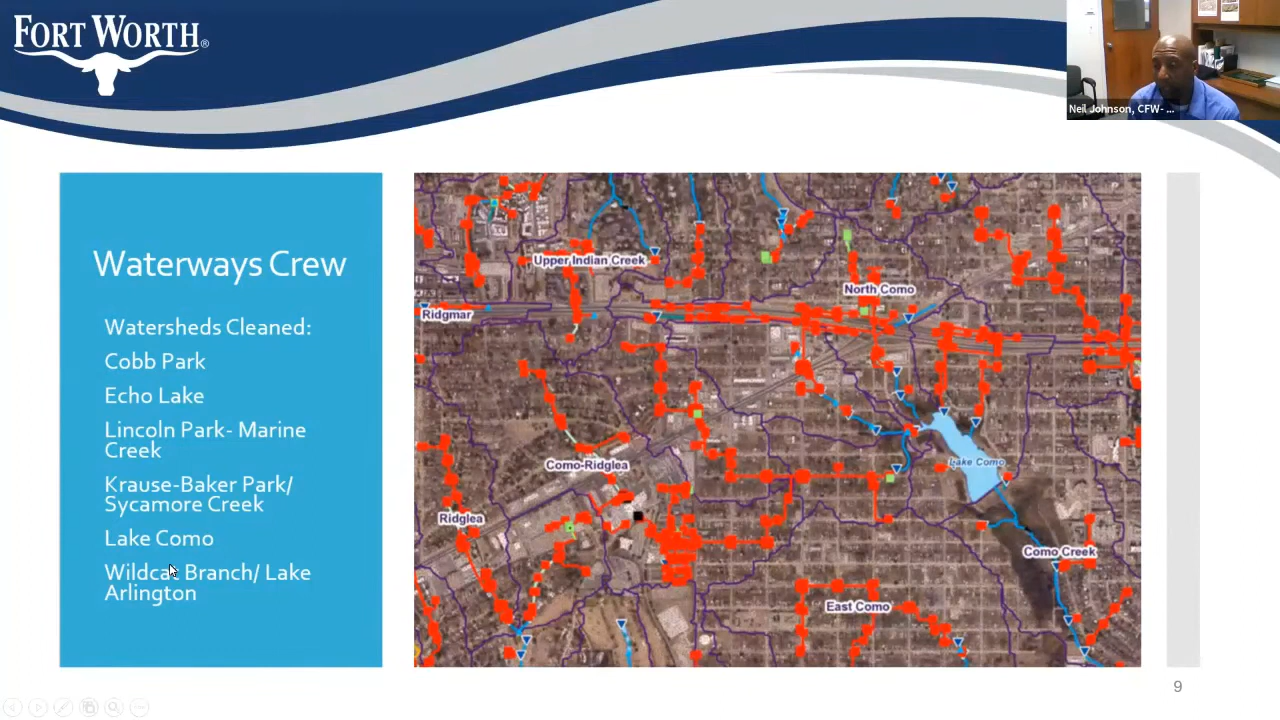 FORT WORTH®
Neil Johnson, CFW- ...
Waterways Crew
Watersheds Cleaned:
Cobb Park
Echo Lake
Lincoln Park- Marine
Creek
Krause-Baker Park/
Sycamore Creek
Lake Como
Wildcat Branch/ Lake
Arlington
Upper Indian Creek
North Como
Ridgmar
Como-Ridglea
Lake Como
Ridglea
Como Creek
East Como
9